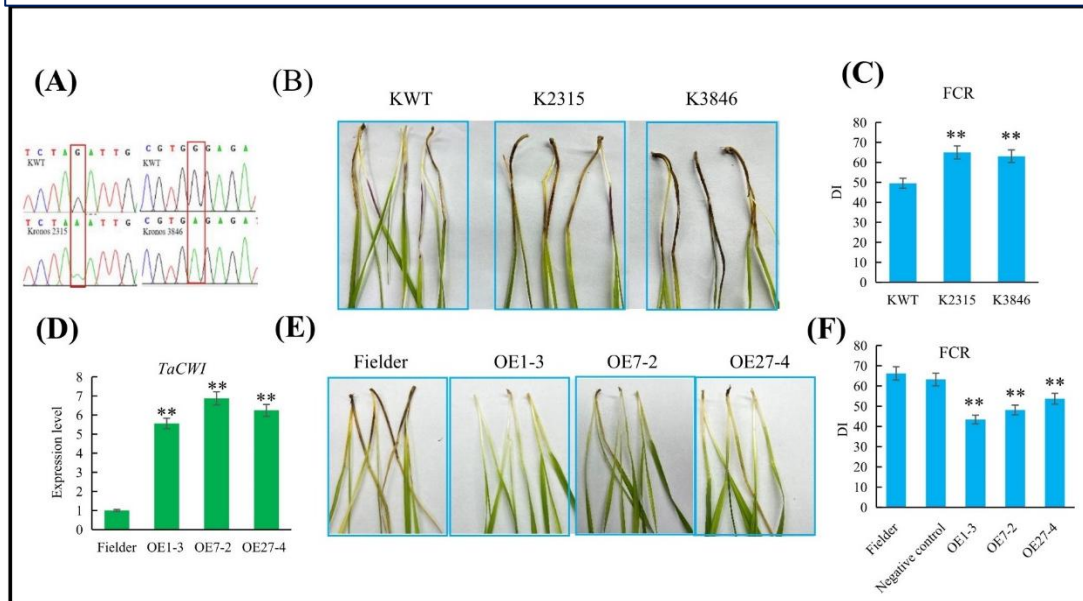 (A)
T C T A G A T T G
KWT
C G T G G G A G A
KWT
T C T A A A T T G
Kronos 2315
C G T G A G A G A T
Kronos 3846
(B)
KWT K2315 K3846
(C)
FCR
DI
80
70
60
50
40
30
20
10
0
** **
KWT K2315 K3846
(D)
TaCWI
Expression level
8
7
6
5
4
3
2
1
0
** ** **
Fielder OE1-3 OE7-2 OE27-4
(E)
Fielder OE1-3 OE7-2 OE27-4
(F)
FCR
DI
80
70
60
50
40
30
20
10
0
** ** **
Fielder
Negative control
OE1-3
OE7-2
OE27-4